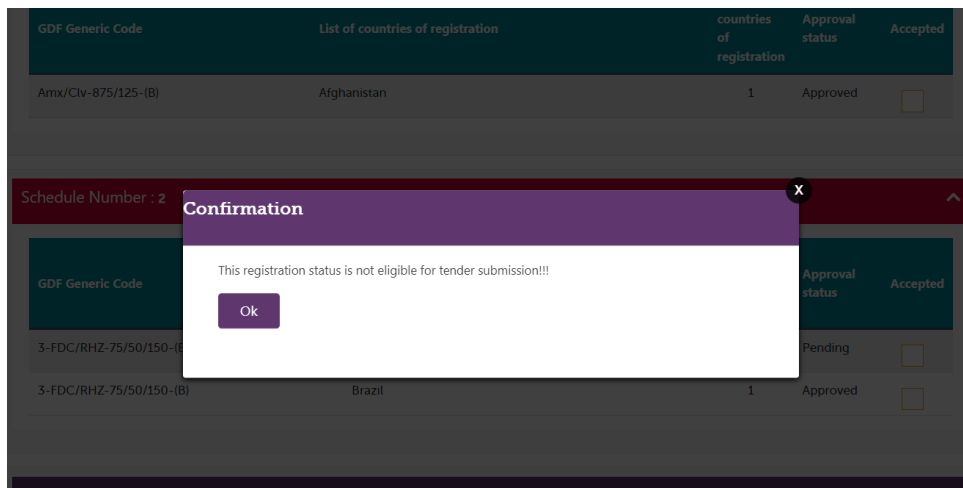 GDF Generic Code
List of countries of registration
countries
of
registration
Approval
status
Accepted
Amx/Clv-875/125-(B)
Afghanistan
1
Approved
Schedule Number : 2
X
Confirmation
This registration status is not eligible for tender submission!!!
Ok
GDF Generic Code
Approval
status
Accepted
3-FDC/RHZ-75/50/150-(B
Pending
3-FDC/RHZ-75/50/150-(B)
Brazil
1
Approved